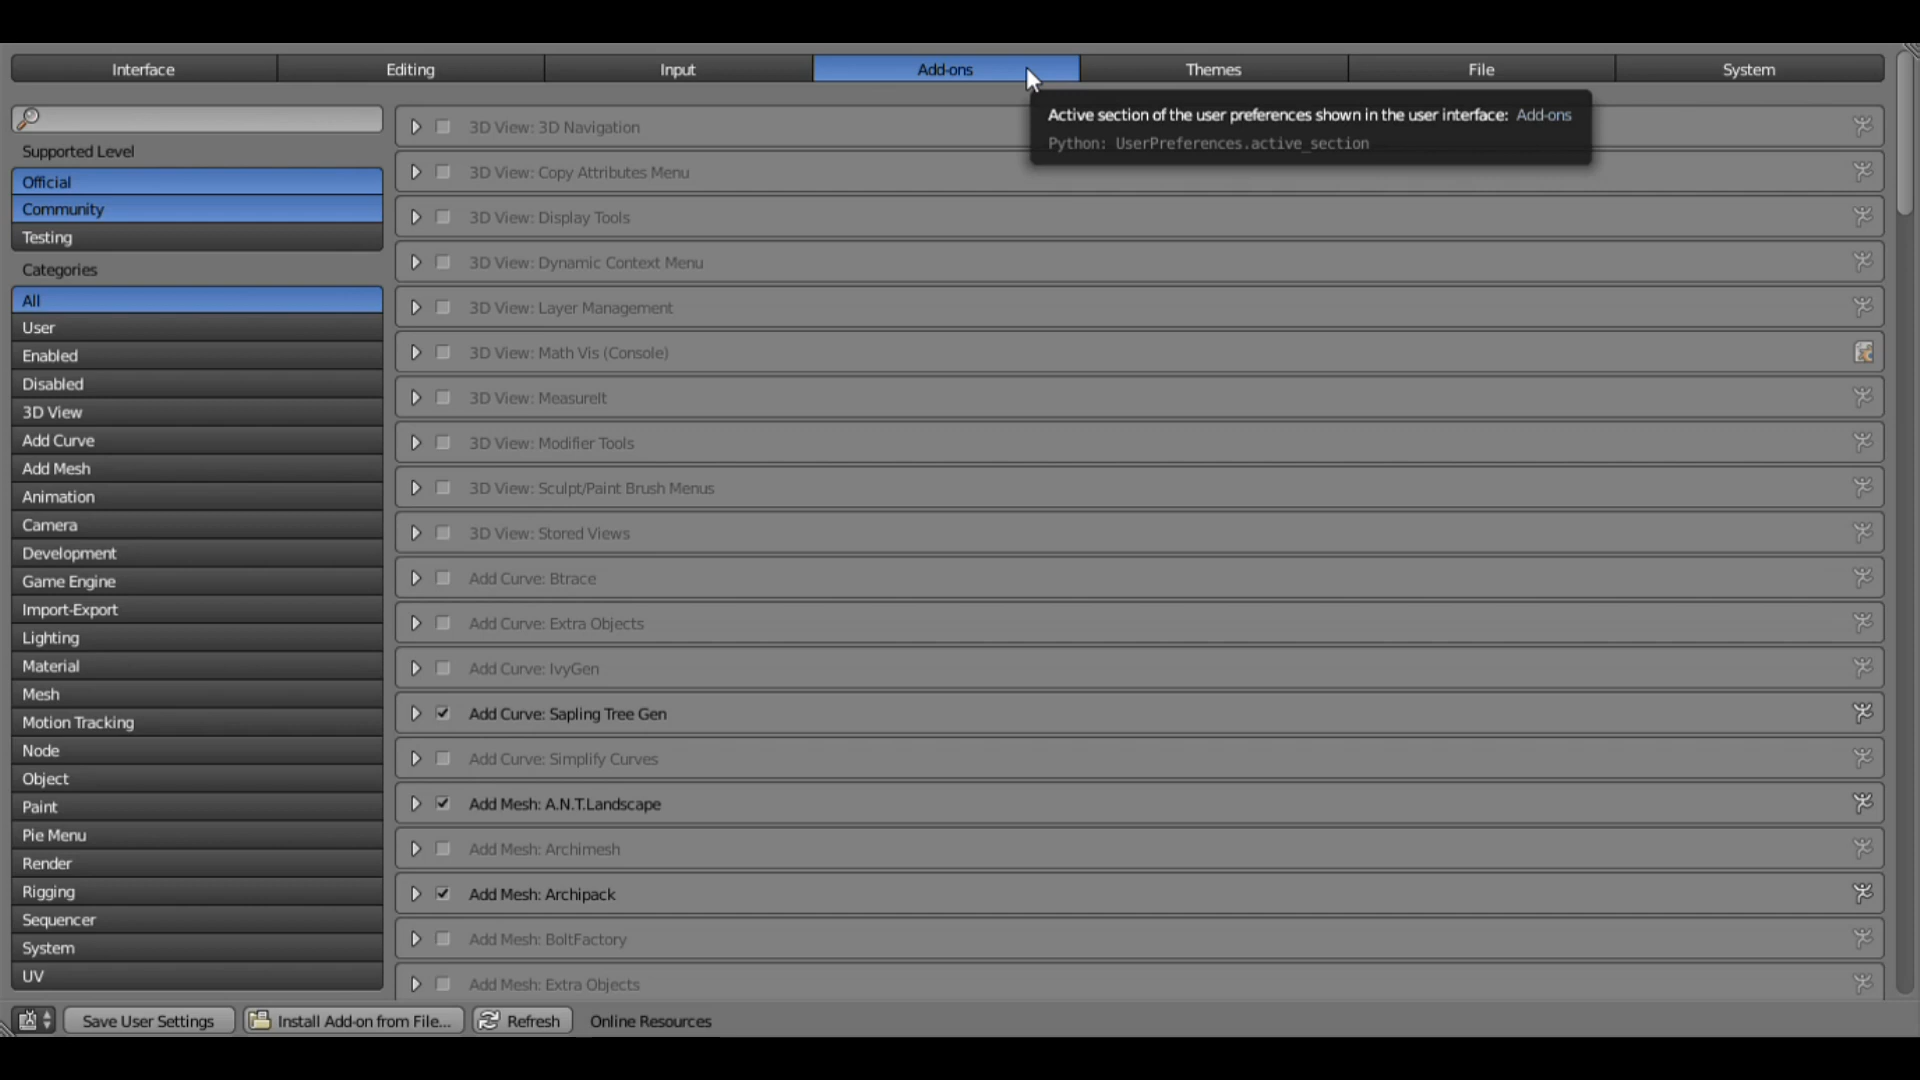 Interface Editing Input Add-ons Themes File System
Active section of the user preferences shown in the user interface: Add-ons
Python: UserPreferences.active_section
Supported Level
Official
Community
Testing
Categories
All
User
Enabled
Disabled
3D View
Add Curve
Add Mesh
Animation
Camera
Development
Game Engine
Import-Export
Lighting
Material
Mesh
Motion Tracking
Node
Object
Paint
Pie Menu
Render
Rigging
Sequencer
System
UV
3D View: 3D Navigation
3D View: Copy Attributes Menu
3D View: Display Tools
3D View: Dynamic Context Menu
3D View: Layer Management
3D View: Math Vis (Console)
3D View: MeasureIt
3D View: Modifier Tools
3D View: Sculpt/Paint Brush Menus
3D View: Stored Views
Add Curve: Btrace
Add Curve: Extra Objects
Add Curve: IvyGen
Add Curve: Sapling Tree Gen
Add Curve: Simplify Curves
Add Mesh: A.N.T.Landscape
Add Mesh: Archimesh
Add Mesh: Archipack
Add Mesh: BoltFactory
Add Mesh: Extra Objects
Save User Settings Install Add-on from File... Refresh Online Resources